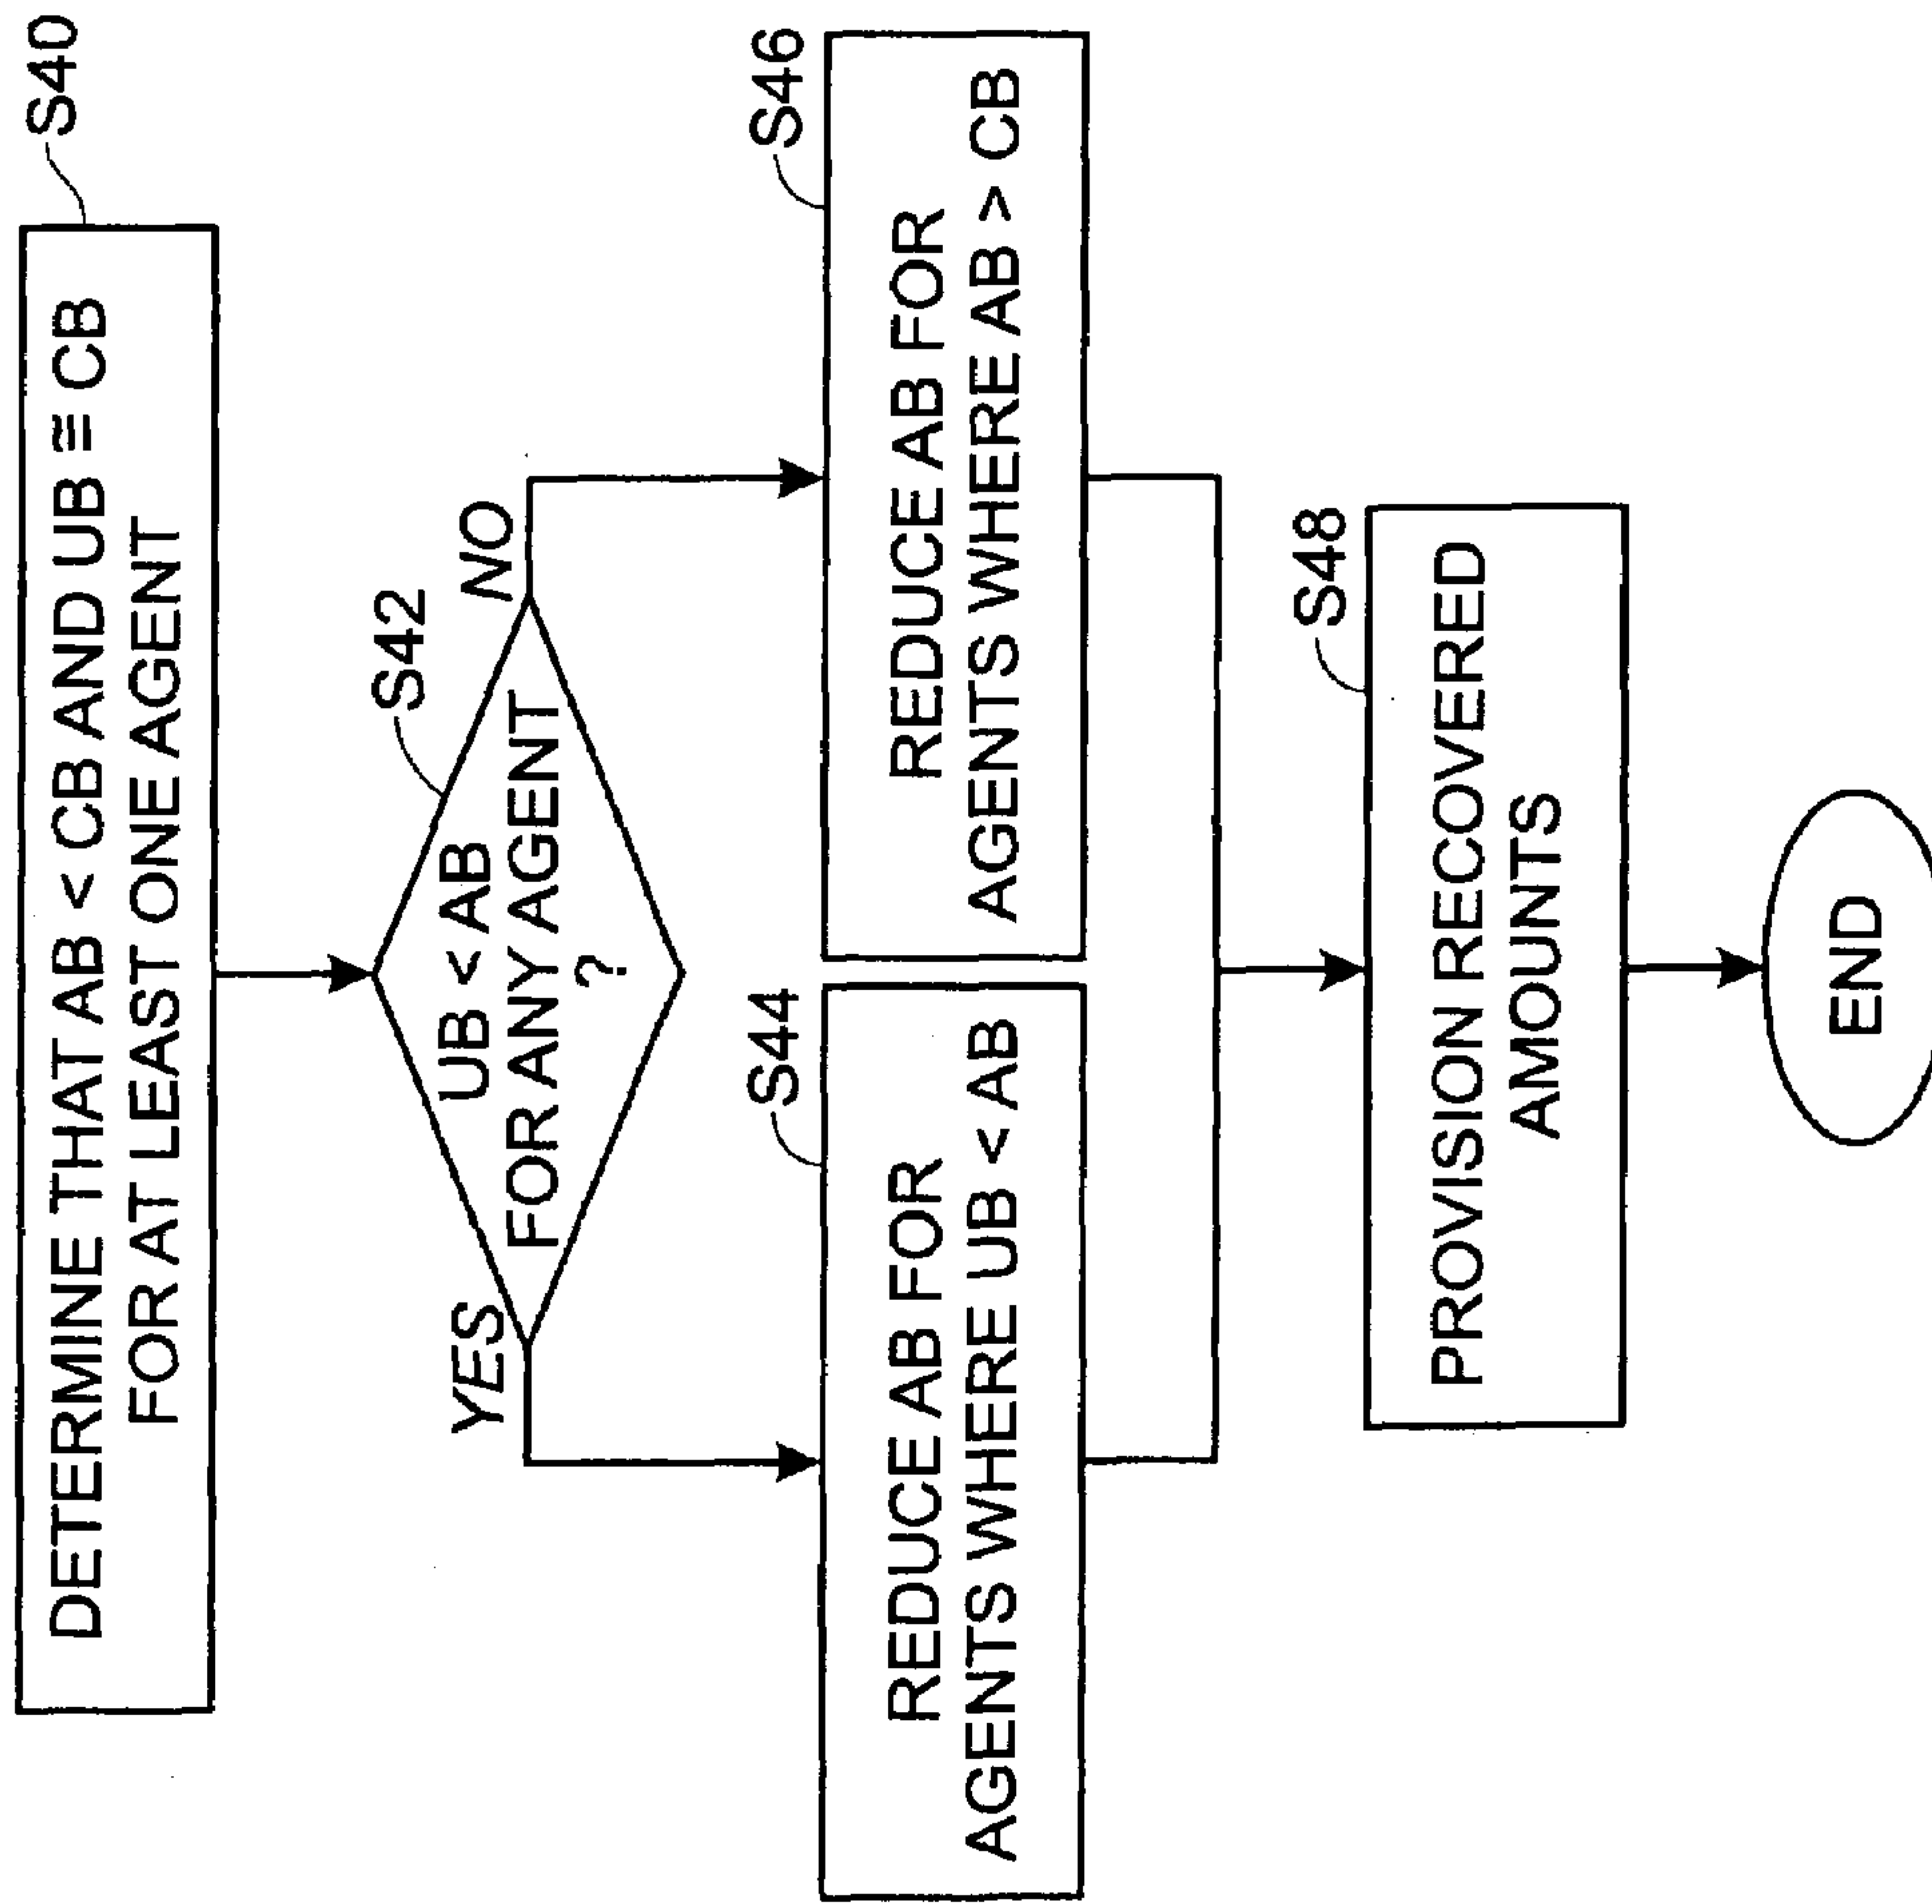 S40
DETERMINE THAT AB < CB AND UB ≅ CB
FOR AT LEAST ONE AGENT
S42
UB < AB
FOR ANY AGENT
?
YES
NO
S44
REDUCE AB FOR
AGENTS WHERE UB < AB
S46
REDUCE AB FOR
AGENTS WHERE AB > CB
S48
PROVISION RECOVERED
AMOUNTS
END